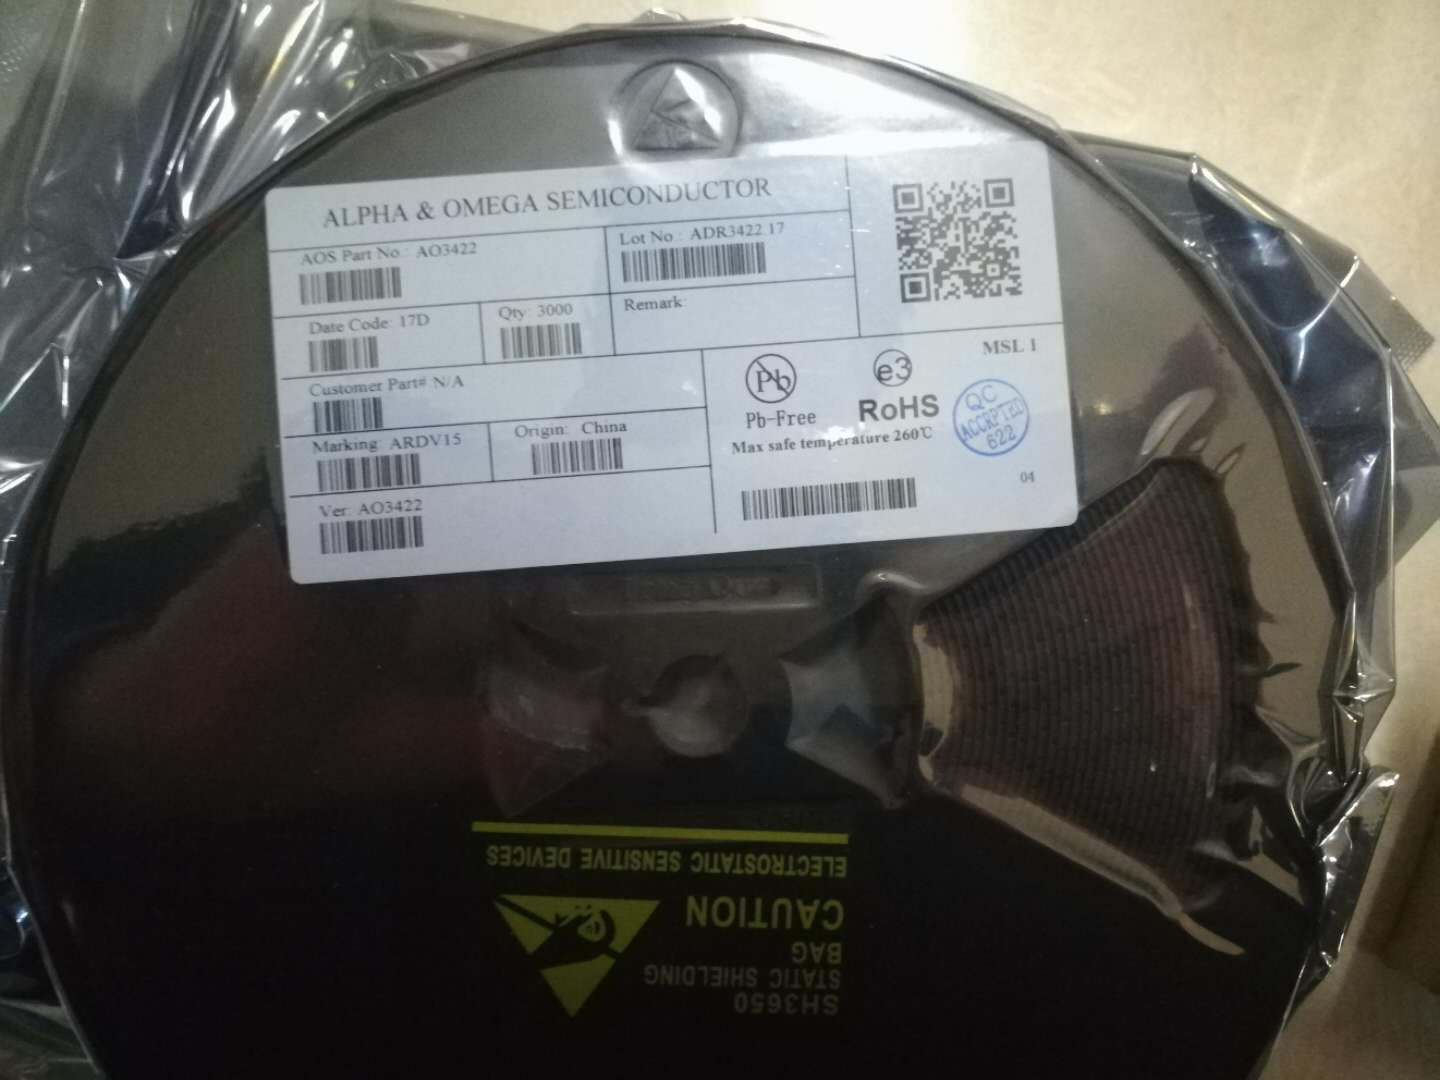 ALPHA & OMEGA SEMICONDUCTOR
AOS Part No.: AO3422
Lot No.: ADR3422.17
Date Code: 17D
Qty: 3000
Remark:
Customer Part# N/A
Marking: ARDV15
Origin: China
Ver: AO3422
MSL 1
Pb
Pb-Free
e3
RoHS
Max safe temperature 260℃
QC
ACCRPTED
622
04
ELECTROSTATIC SENSITIVE DEVICES
CAUTION
BAG
STATIC SHIELDING
SH3650